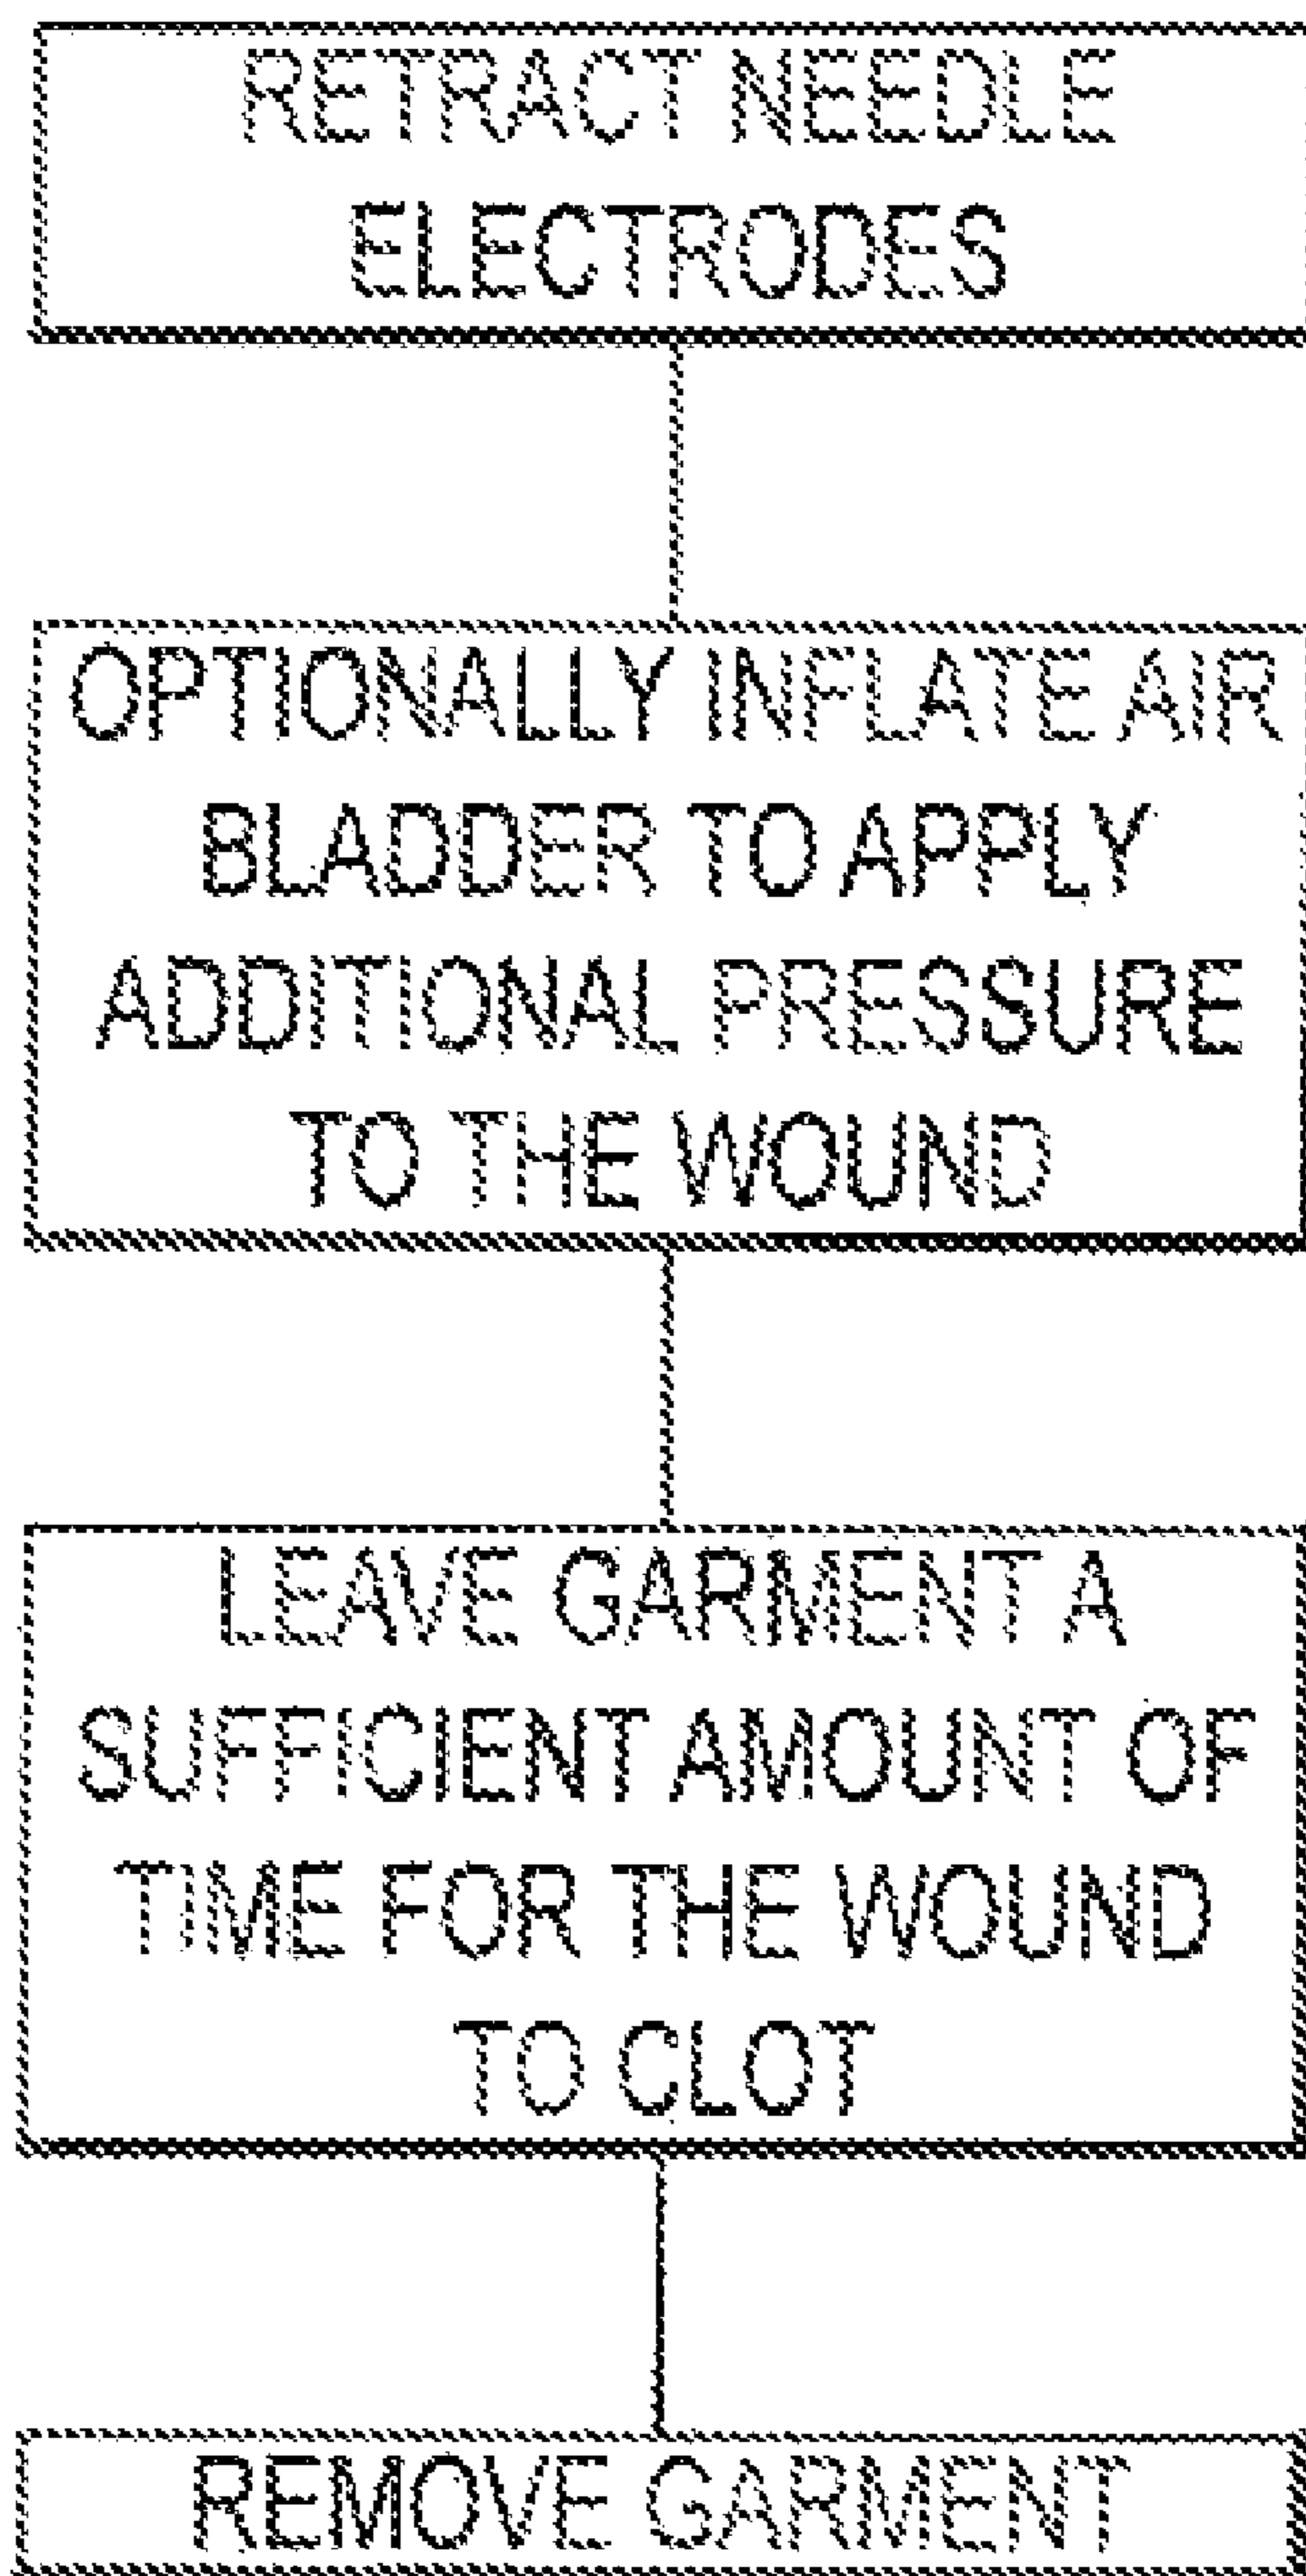 RETRACT NEEDLE
ELECTRODES
OPTIONALLY INFLATE AIR
BLADDER TO APPLY
ADDITIONAL PRESSURE
TO THE WOUND
LEAVE GARMENT A
SUFFICIENT AMOUNT OF
TIME FOR THE WOUND
TO CLOT
REMOVE GARMENT